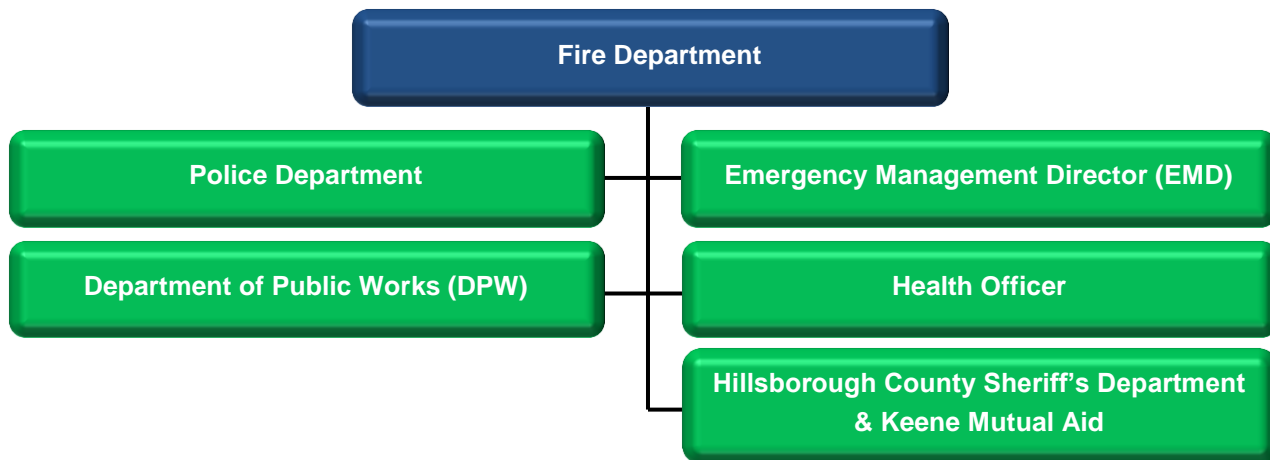 Fire Department
Police Department
Emergency Management Director (EMD)
Department of Public Works (DPW)
Health Officer
Hillsborough County Sheriff’s Department
& Keene Mutual Aid